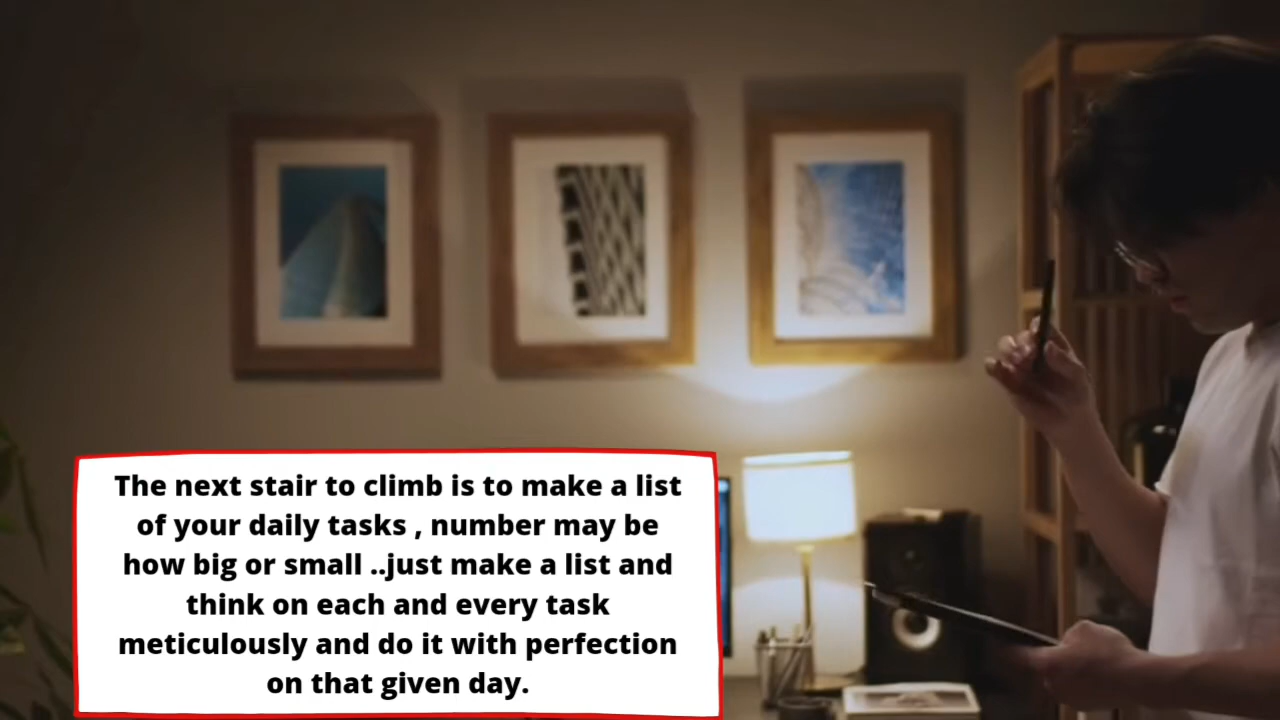 The next stair to climb is to make a list
of your daily tasks , number may be
how big or small ..just make a list and
think on each and every task
meticulously and do it with perfection
on that given day.